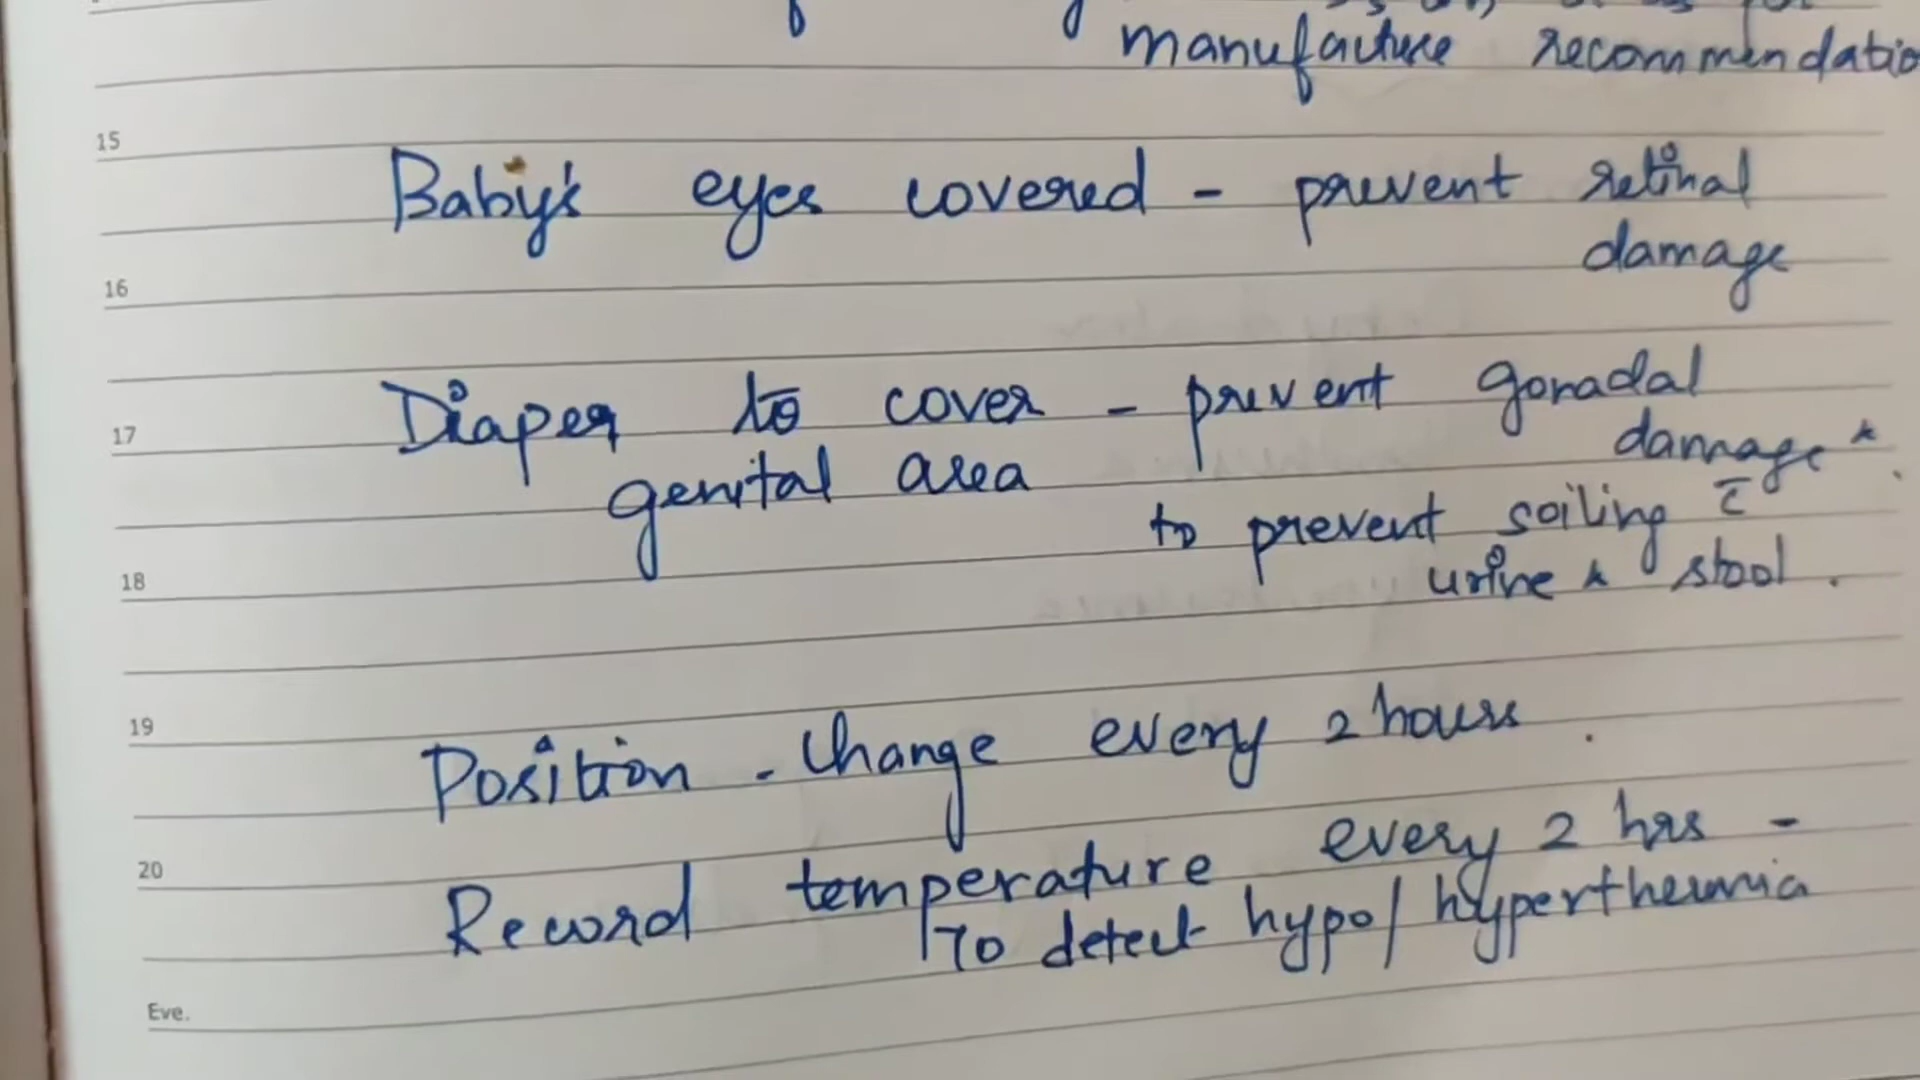 manufacture recommendatio
15
Baby's eyes covered - prevent retinal
damage
16
Diaper to cover - prevent gonadal
17
damage &
genital area
to prevent soiling c̄
18
urine & stool.
19
Position - Change every 2 hours.
20
Record temperature every 2 hrs -
To detect hypo/hyperthermia
Eve.